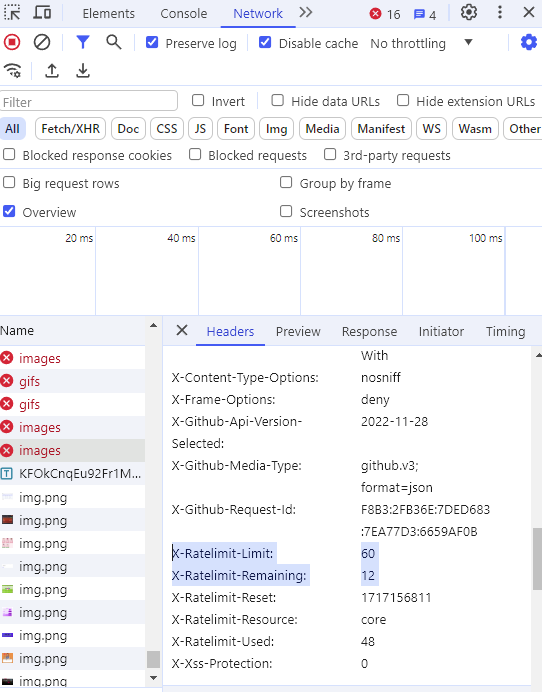 Elements Console Network 16 4
Preserve log Disable cache No throttling
Filter Invert Hide data URLs Hide extension URLs
All Fetch/XHR Doc CSS JS Font Img Media Manifest WS Wasm Other
Blocked response cookies Blocked requests 3rd-party requests
Big request rows Group by frame
Overview Screenshots
20 ms 40 ms 60 ms 80 ms 100 ms
Name
images
gifs
gifs
images
images
KFOkCnqEu92Fr1M...
img.png
img.png
img.png
img.png
img.png
img.png
img.png
img.png
img.png
Headers Preview Response Initiator Timing
With
X-Content-Type-Options: nosniff
X-Frame-Options: deny
X-Github-Api-Version- 2022-11-28
Selected:
X-Github-Media-Type: github.v3;
format=json
X-Github-Request-Id: F8B3:2FB36E:7DED683
:7EA77D3:6659AF0B
X-Ratelimit-Limit: 60
X-Ratelimit-Remaining: 12
X-Ratelimit-Reset: 1717156811
X-Ratelimit-Resource: core
X-Ratelimit-Used: 48
X-Xss-Protection: 0